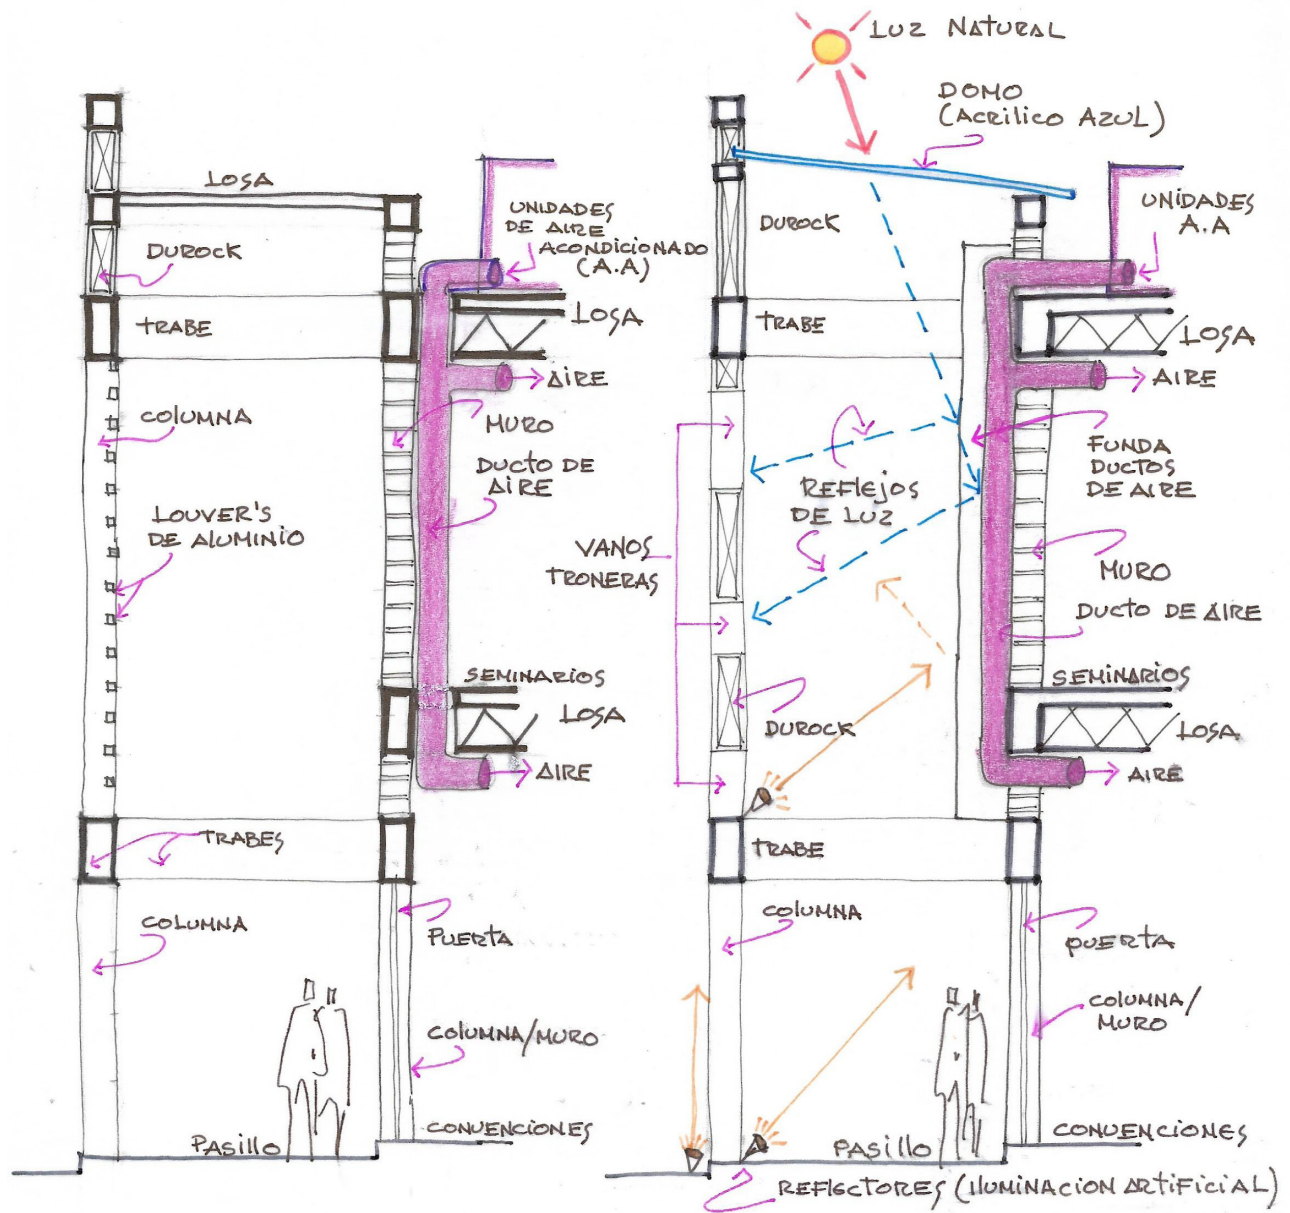 LUZ NATURAL
DOMO
(ACRILICO AZUL)
LOSA
DUROCK
UNIDADES
DE AIRE
ACONDICIONADO
(A.A)
TRABE
LOSA
AIRE
COLUMNA
MURO
DUCTO DE
AIRE
LOUVER'S
DE ALUMINIO
SEMINARIOS
LOSA
AIRE
TRABES
COLUMNA
PUERTA
COLUMNA/MURO
CONVENCIONES
PASILLO
DUROCK
UNIDADES
A.A
TRABE
LOSA
AIRE
FUNDA
DUCTOS
DE AIRE
REFLEJOS
DE LUZ
VANOS
TRONERAS
MURO
DUCTO DE AIRE
SEMINARIOS
DUROCK
LOSA
AIRE
TRABE
COLUMNA
PUERTA
COLUMNA/
MURO
CONVENCIONES
PASILLO
REFLECTORES (ILUMINACION ARTIFICIAL)